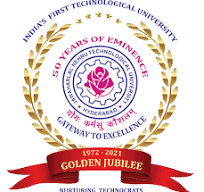 INDIA'S FIRST TECHNOLOGICAL UNIVERSITY
50 YEARS OF EMINENCE
JAWAHARLAL NEHRU TECHNOLOGICAL UNIVERSITY
HYDERABAD
योगः कर्मसु कौशलम्
GATEWAY TO EXCELLENCE
1972 - 2021
GOLDEN JUBILEE
NURTURING TECHNOCRATS